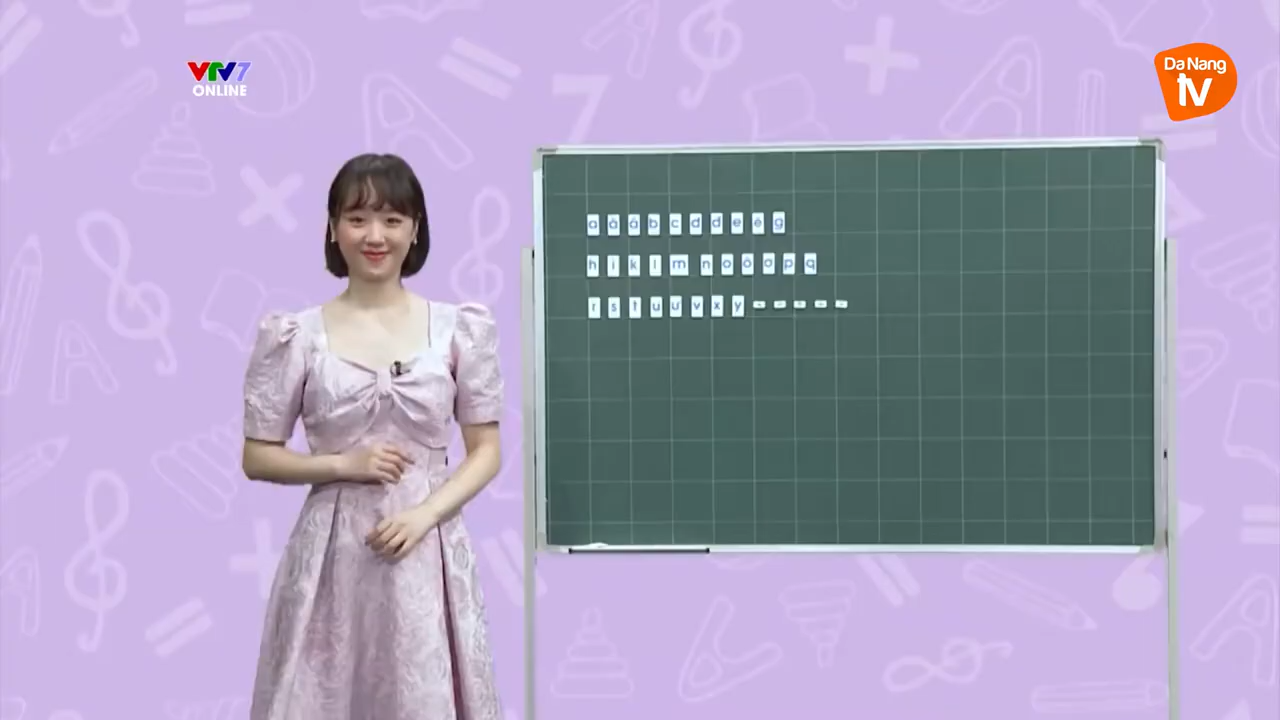 VTV7
ONLINE
Da Nang
tv
a ă â b c d đ e ê g
h i k l m n o ô ơ p q
r s t u ư v x y